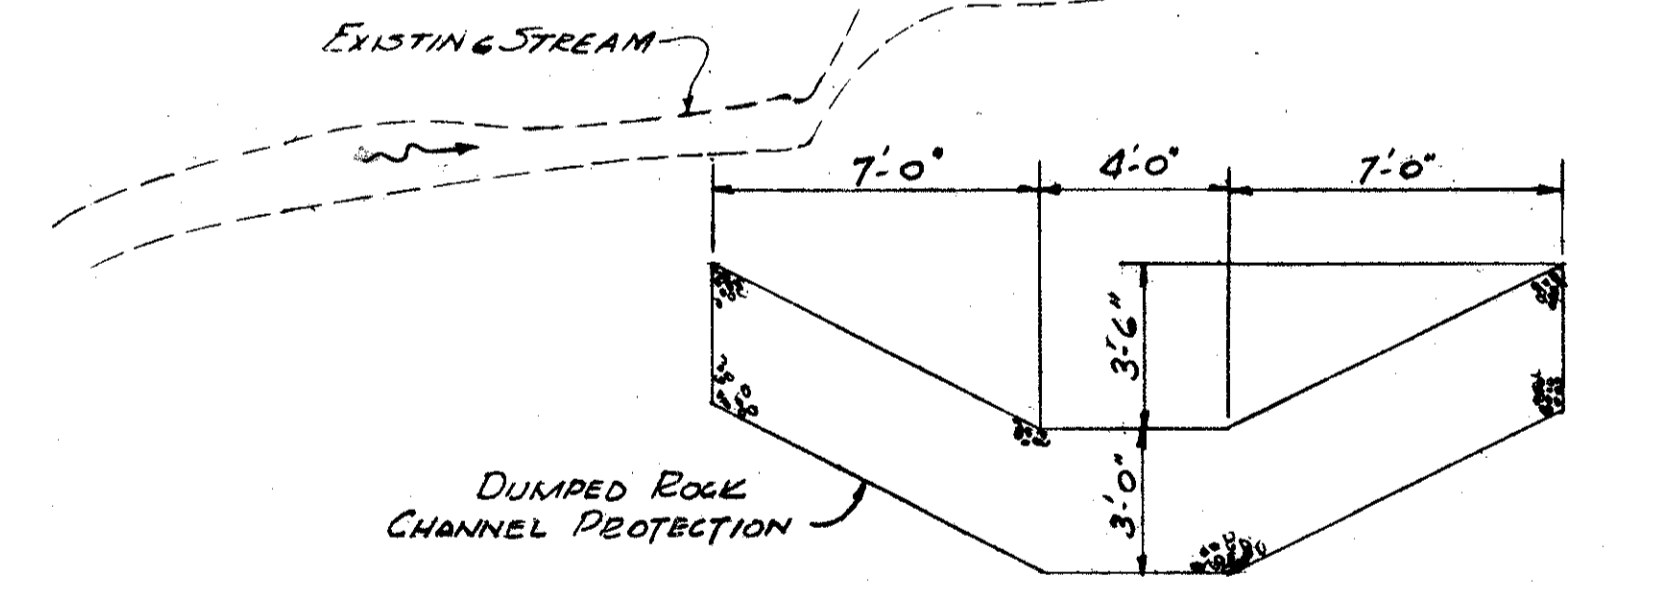 EXISTING STREAM
7'-0"
4'-0"
7'-0"
3'-6"
3'-0"
DUMPED ROCK
CHANNEL PROTECTION